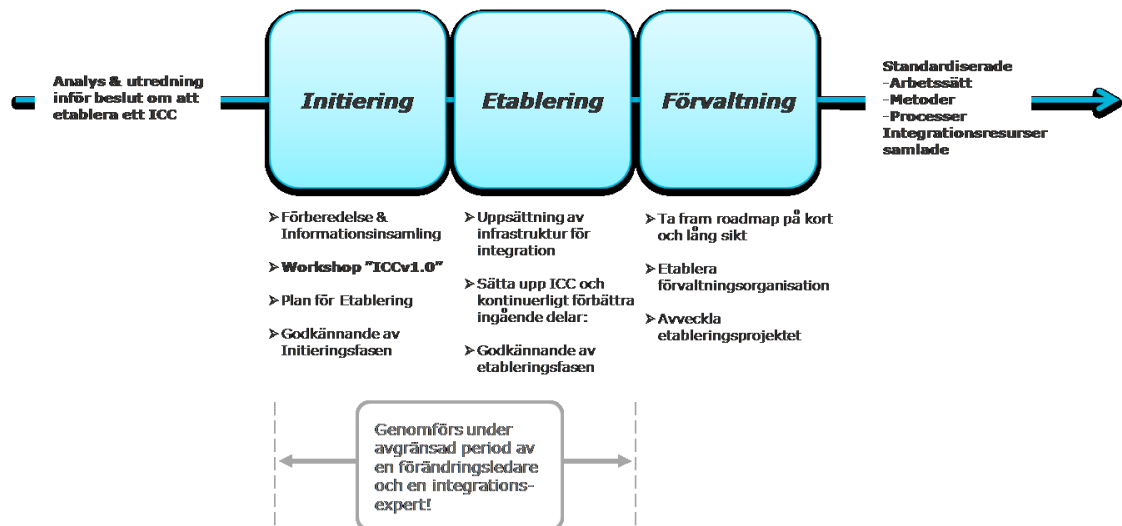 Analys & utredning
inför beslut om att
etablera ett ICC
Initiering
Etablering
Förvaltning
Standardiserade
-Arbetssätt
-Metoder
-Processer
Integrationsresurser
samlade
➢Förberedelse &
Informationsinsamling
➢Workshop ”ICCv1.0”
➢Plan för Etablering
➢Godkännande av
Initieringsfasen
➢Uppsättning av
infrastruktur för
integration
➢Sätta upp ICC och
kontinuerligt förbättra
ingående delar:
➢Godkännande av
etableringsfasen
➢Ta fram roadmap på kort
och lång sikt
➢Etablera
förvaltningsorganisation
➢Avveckla
etableringsprojektet
Genomförs under
avgränsad period av
en förändringsledare
och en integrations-
expert!